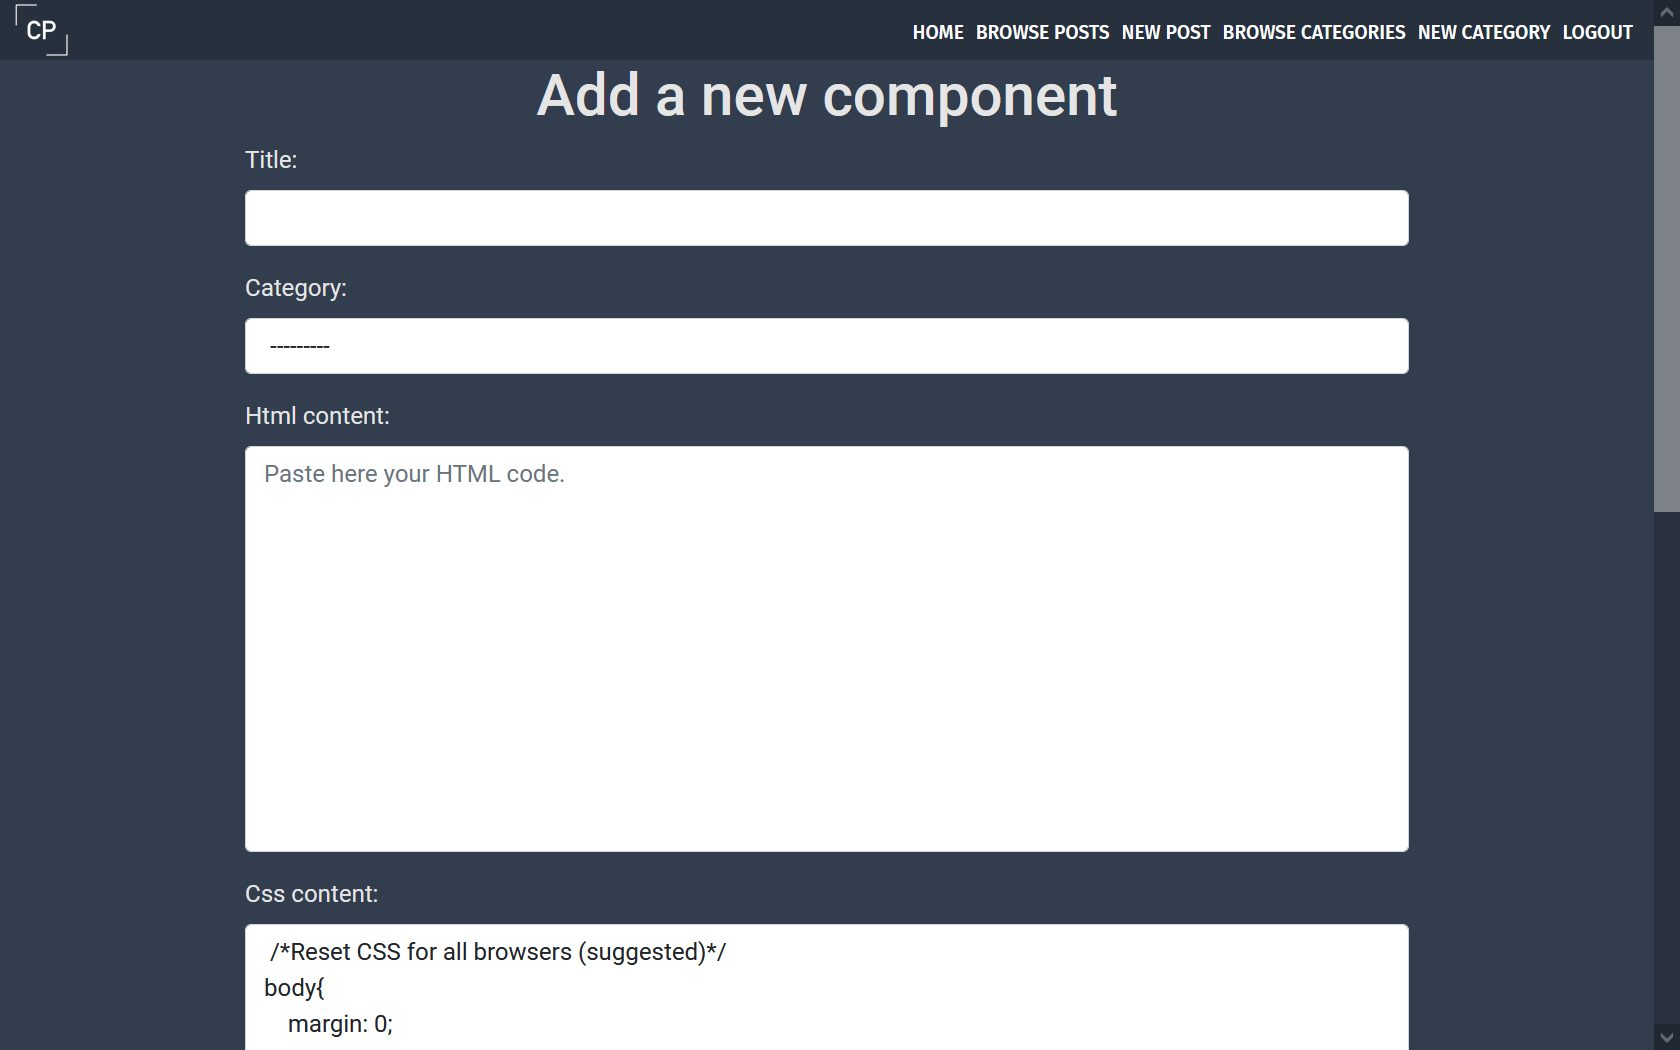 CP
HOME BROWSE POSTS NEW POST BROWSE CATEGORIES NEW CATEGORY LOGOUT
Add a new component
Title:
Category:
---------
Html content:
Paste here your HTML code.
Css content:
/*Reset CSS for all browsers (suggested)*/
body{
margin: 0;